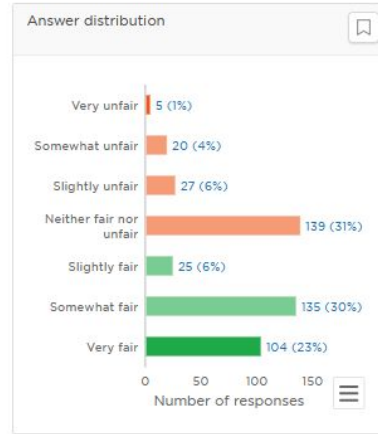 Answer distribution
Very unfair 5 (1%)
Somewhat unfair 20 (4%)
Slightly unfair 27 (6%)
Neither fair nor
unfair 139 (31%)
Slightly fair 25 (6%)
Somewhat fair 135 (30%)
Very fair 104 (23%)
0 50 100 150
Number of responses